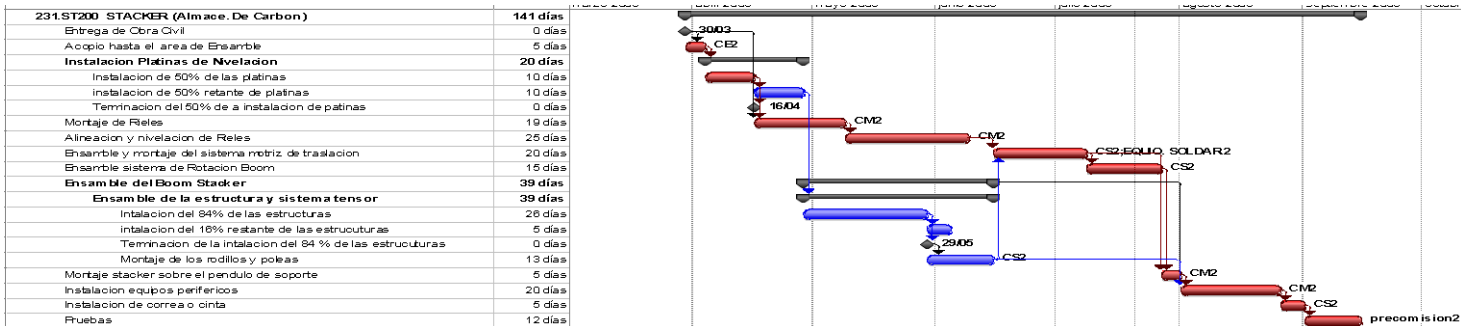 231.ST200 STACKER (Almace. De Carbon) 141 días
Entrega de Obra Civil 0 días 30/03
Acopio hasta el area de Ensamble 5 días CE2
Instalacion Platinas de Nivelacion 20 días
Instalacion de 50% de las platinas 10 días
instalacion de 50% retante de platinas 10 días
Terminacion del 50% de a instalacion de patinas 0 días 16/04
Montaje de Rieles 19 días CM2
Alineacion y nivelacion de Rieles 25 días CM2
Ensamble y montaje del sistema motriz de traslacion 20 días CS2;EQUIO, SOLDAR2
Ensamble sistema de Rotacion Boom 15 días CS2
Ensamble del Boom Stacker 39 días
Ensamble de la estructura y sistema tensor 39 días
Intalacion del 84% de las estructuras 26 días
intalacion del 16% restante de las estrucuturas 5 días
Terminacion de la intalacion del 84 % de las estrucuturas 0 días 29/05
Montaje de los rodillos y poleas 13 días CS2
Montaje stacker sobre el pendulo de soporte 5 días CM2
Instalacion equipos perifericos 20 días CM2
Instalacion de correa o cinta 5 días CS2
Pruebas 12 días precomision2